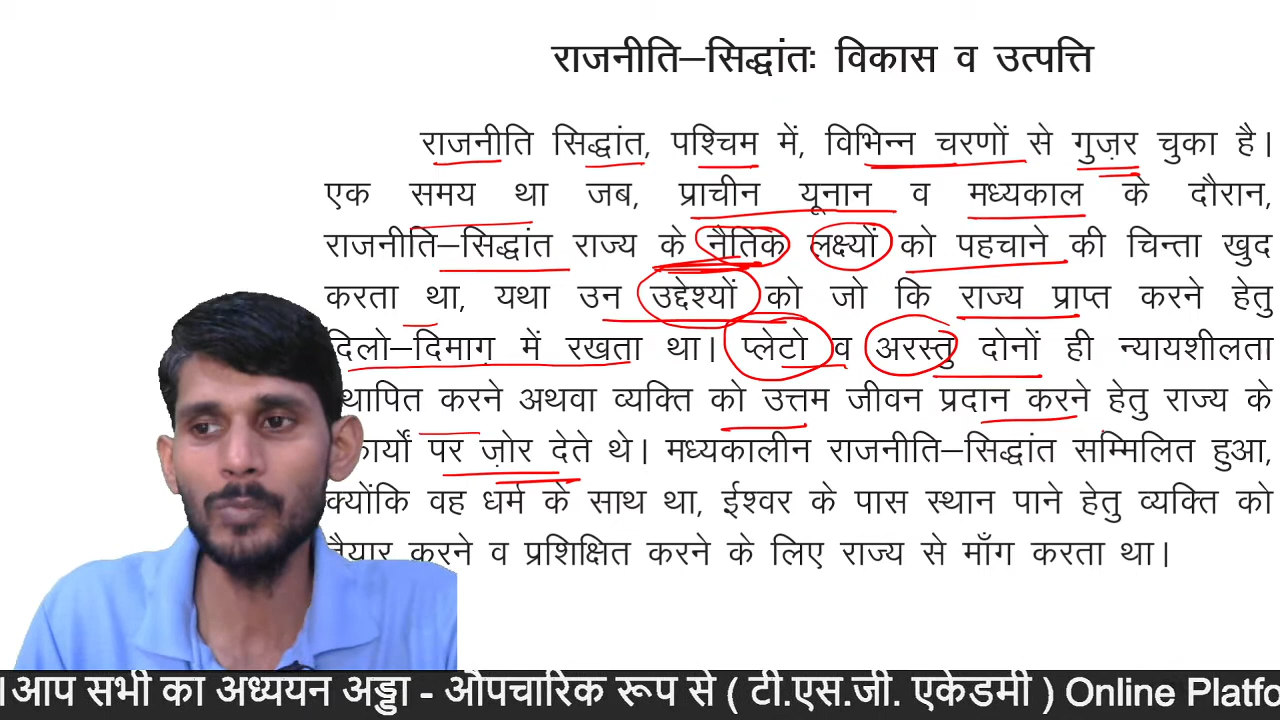 राजनीति–सिद्धांतः विकास व उत्पत्ति
राजनीति सिद्धांत, पश्चिम में, विभिन्न चरणों से गुज़र चुका है।
एक समय था जब, प्राचीन यूनान व मध्यकाल के दौरान,
राजनीति–सिद्धांत राज्य के नैतिक लक्ष्यों को पहचाने की चिन्ता खुद
करता था, यथा उन उद्देश्यों को जो कि राज्य प्राप्त करने हेतु
दिलो–दिमाग़ में रखता था। प्लेटो व अरस्तु दोनों ही न्यायशीलता
स्थापित करने अथवा व्यक्ति को उत्तम जीवन प्रदान करने हेतु राज्य के
कार्यों पर ज़ोर देते थे। मध्यकालीन राजनीति–सिद्धांत सम्मिलित हुआ,
क्योंकि वह धर्म के साथ था, ईश्वर के पास स्थान पाने हेतु व्यक्ति को
तैयार करने व प्रशिक्षित करने के लिए राज्य से माँग करता था।
। आप सभी का अध्ययन अड्डा - औपचारिक रूप से ( टी.एस.जी. एकेडमी ) Online Platfo